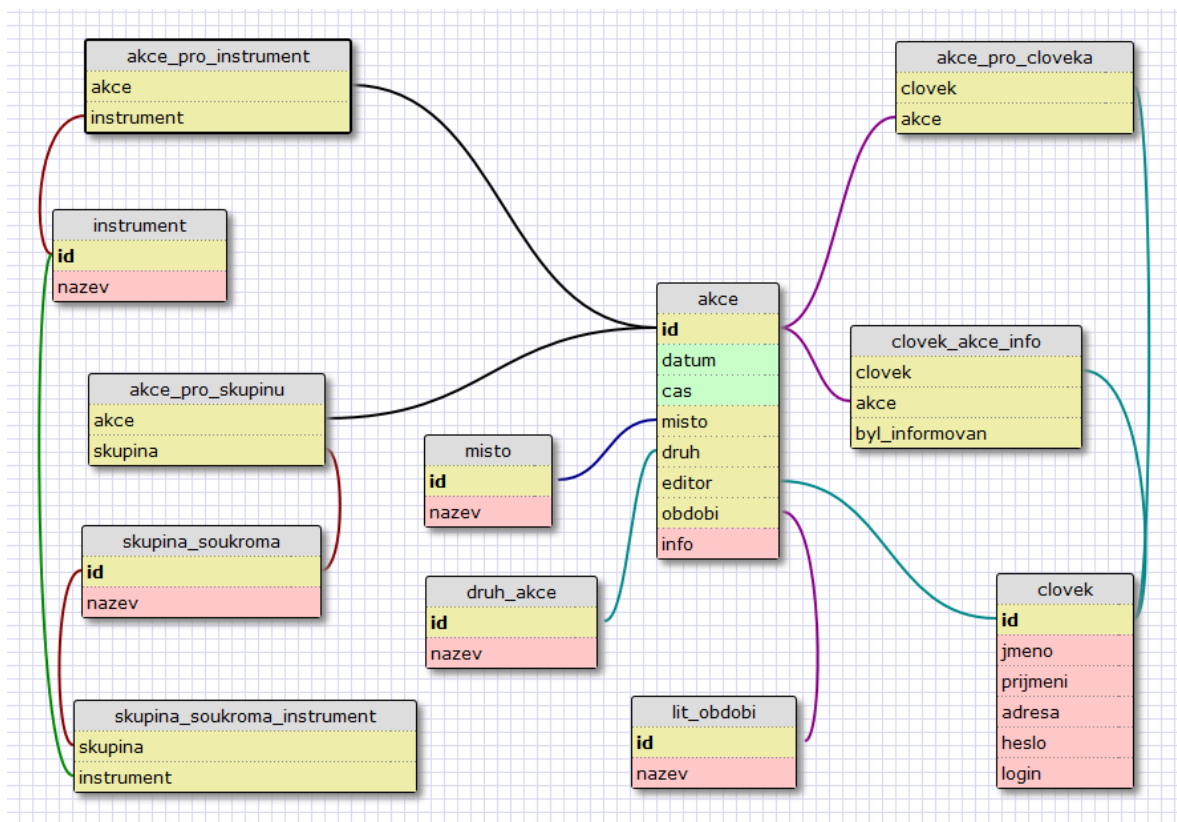 akce_pro_instrument
akce
instrument
akce_pro_cloveka
clovek
akce
instrument
id
nazev
akce
id
datum
cas
misto
druh
editor
obdobi
info
clovek_akce_info
clovek
akce
byl_informovan
akce_pro_skupinu
akce
skupina
misto
id
nazev
skupina_soukroma
id
nazev
druh_akce
id
nazev
clovek
id
jmeno
prijmeni
adresa
heslo
login
skupina_soukroma_instrument
skupina
instrument
lit_obdobi
id
nazev